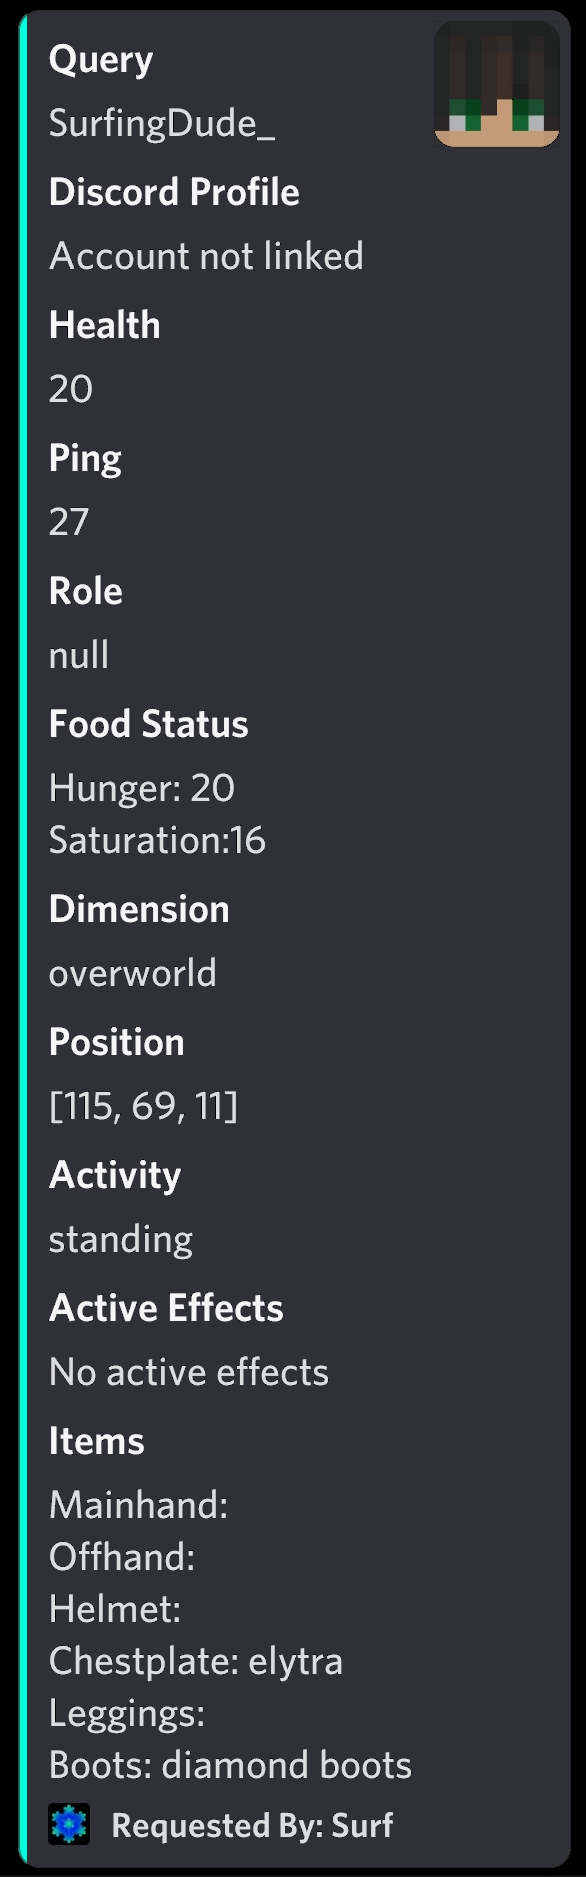 Query
SurfingDude_
Discord Profile
Account not linked
Health
20
Ping
27
Role
null
Food Status
Hunger: 20
Saturation:16
Dimension
overworld
Position
[115, 69, 11]
Activity
standing
Active Effects
No active effects
Items
Mainhand:
Offhand:
Helmet:
Chestplate: elytra
Leggings:
Boots: diamond boots
Requested By: Surf